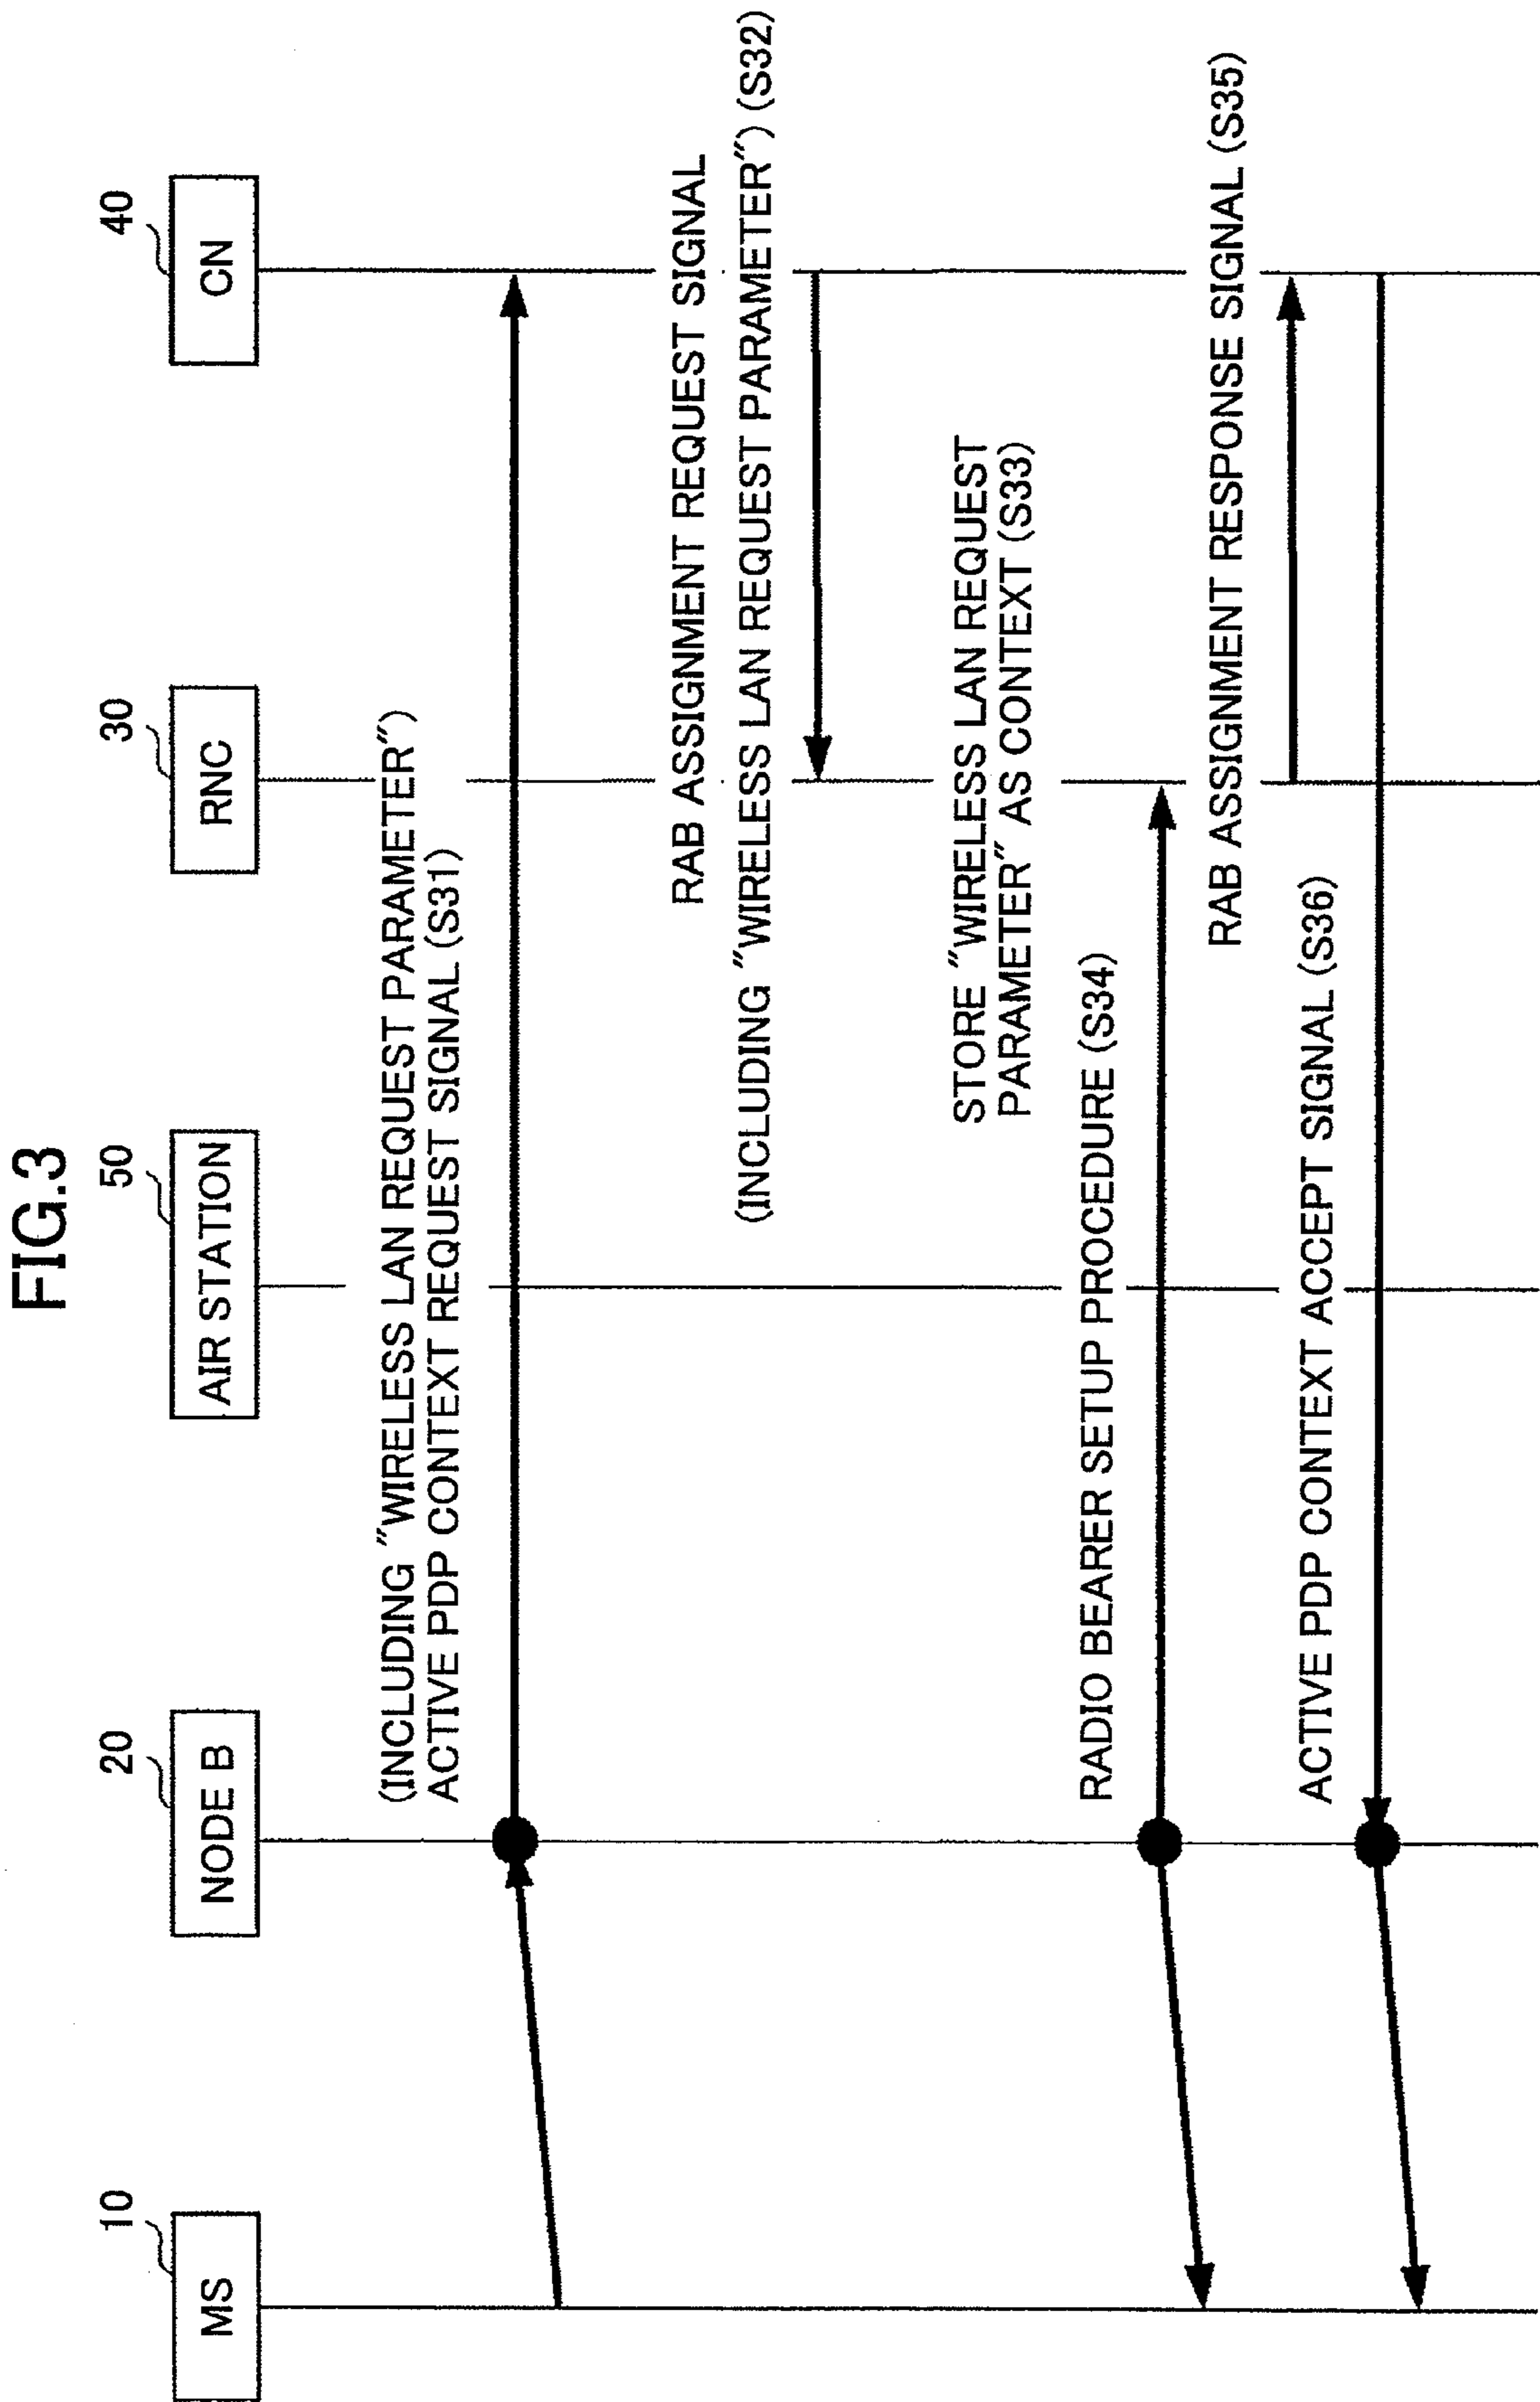 FIG.3
10
MS
20
NODE B
50
AIR STATION
30
RNC
40
CN
(INCLUDING "WIRELESS LAN REQUEST PARAMETER")
ACTIVE PDP CONTEXT REQUEST SIGNAL (S31)
RAB ASSIGNMENT REQUEST SIGNAL
(INCLUDING "WIRELESS LAN REQUEST PARAMETER") (S32)
STORE "WIRELESS LAN REQUEST
PARAMETER" AS CONTEXT (S33)
RADIO BEARER SETUP PROCEDURE (S34)
RAB ASSIGNMENT RESPONSE SIGNAL (S35)
ACTIVE PDP CONTEXT ACCEPT SIGNAL (S36)